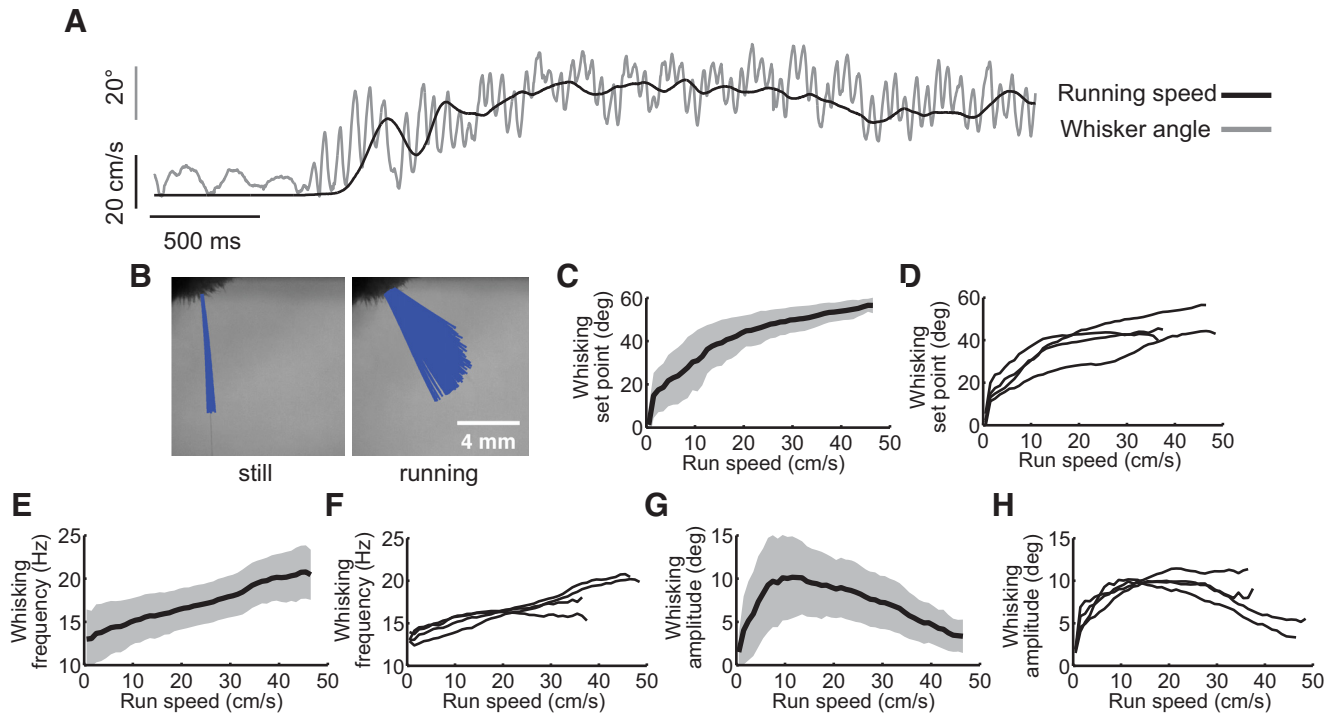 A
20°
20 cm/s
500 ms
Running speed
Whisker angle
B
still
running
4 mm
C
Whisking
set point (deg)
60
40
20
0
0 10 20 30 40 50
Run speed (cm/s)
D
Whisking
set point (deg)
60
40
20
0
0 10 20 30 40 50
Run speed (cm/s)
E
Whisking
frequency (Hz)
25
20
15
10
0 10 20 30 40 50
Run speed (cm/s)
F
Whisking
frequency (Hz)
25
20
15
10
0 10 20 30 40 50
Run speed (cm/s)
G
Whisking
amplitude (deg)
15
10
5
0
0 10 20 30 40 50
Run speed (cm/s)
H
Whisking
amplitude (deg)
15
10
5
0
0 10 20 30 40 50
Run speed (cm/s)